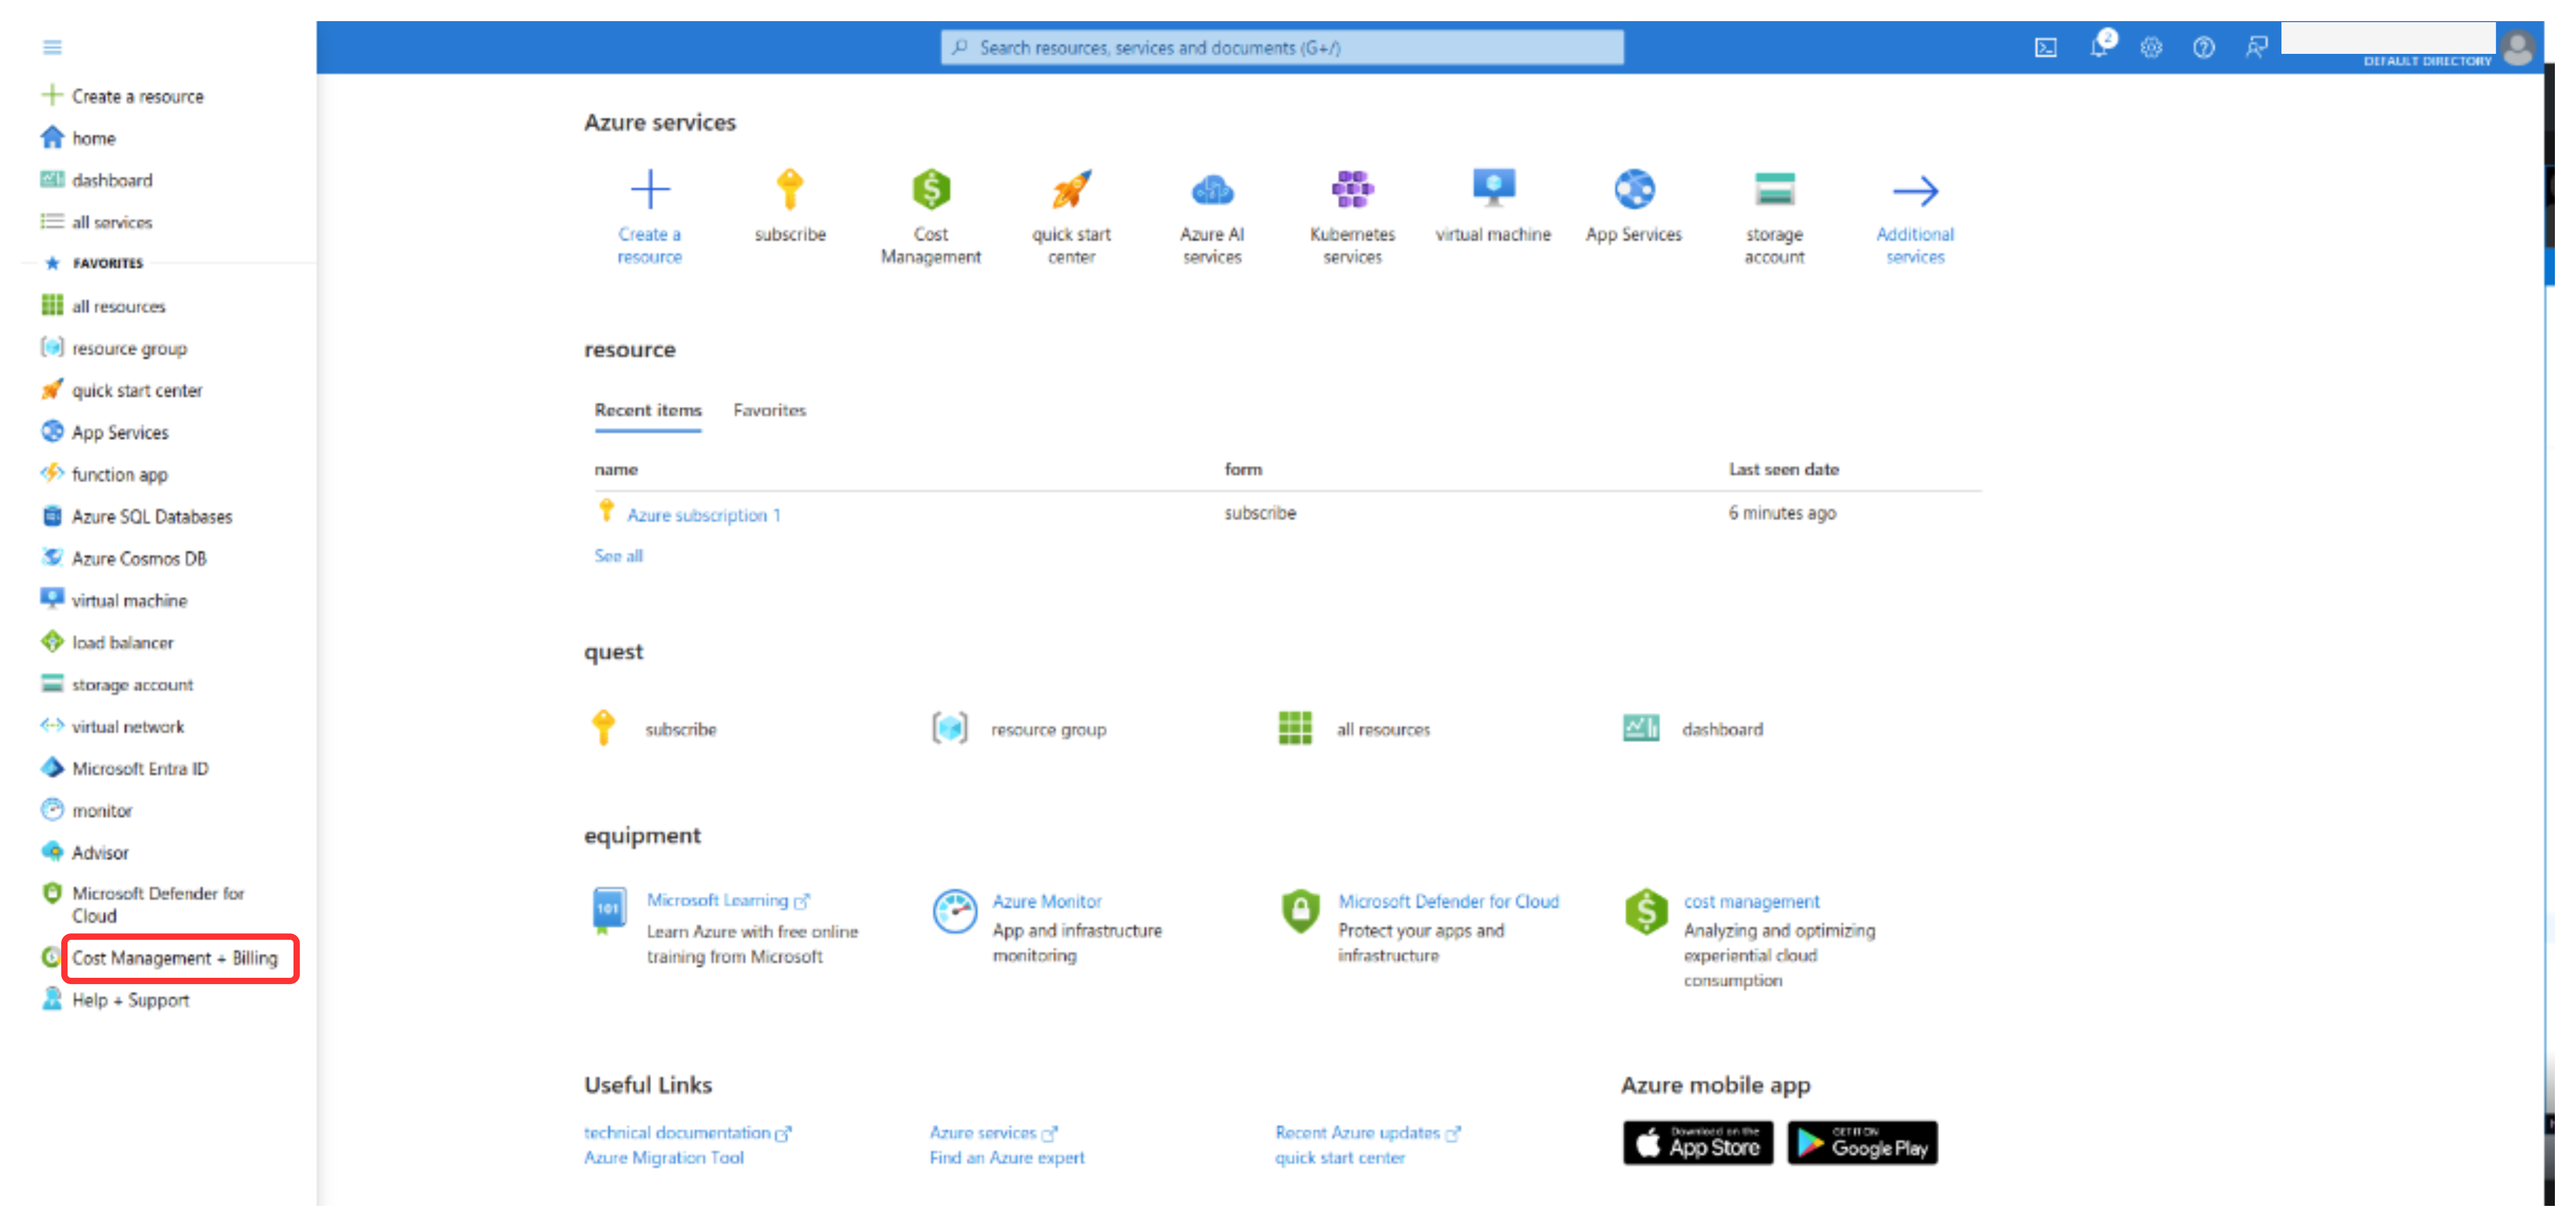 Search resources, services and documents (G+/)
2
DEFAULT DIRECTORY
Create a resource
home
dashboard
all services
FAVORITES
all resources
resource group
quick start center
App Services
function app
Azure SQL Databases
Azure Cosmos DB
virtual machine
load balancer
storage account
virtual network
Microsoft Entra ID
monitor
Advisor
Microsoft Defender for
Cloud
Cost Management + Billing
Help + Support
Azure services
Create a
resource
subscribe
Cost
Management
quick start
center
Azure AI
services
Kubernetes
services
virtual machine
App Services
storage
account
Additional
services
resource
Recent items Favorites
name form Last seen date
Azure subscription 1 subscribe 6 minutes ago
See all
quest
subscribe resource group all resources dashboard
equipment
101
Microsoft Learning
Learn Azure with free online
training from Microsoft
Azure Monitor
App and infrastructure
monitoring
Microsoft Defender for Cloud
Protect your apps and
infrastructure
cost management
Analyzing and optimizing
experiential cloud
consumption
Useful Links
technical documentation
Azure Migration Tool
Azure services
Find an Azure expert
Recent Azure updates
quick start center
Azure mobile app
Download on the
App Store
GET IT ON
Google Play